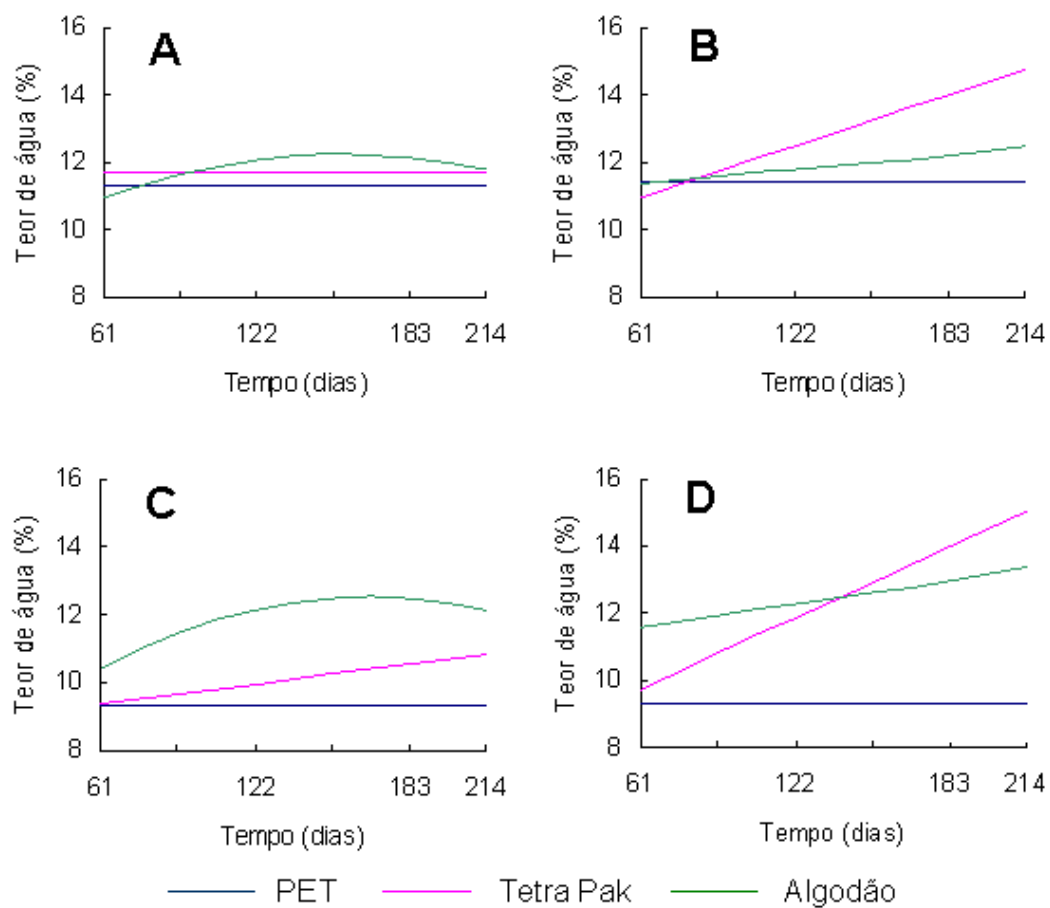 A
Teor de água (%)
16
14
12
10
8
61 122 183 214
Tempo (dias)
B
Teor de água (%)
16
14
12
10
8
61 122 183 214
Tempo (dias)
C
Teor de água (%)
16
14
12
10
8
61 122 183 214
Tempo (dias)
D
Teor de água (%)
16
14
12
10
8
61 122 183 214
Tempo (dias)
PET Tetra Pak Algodão